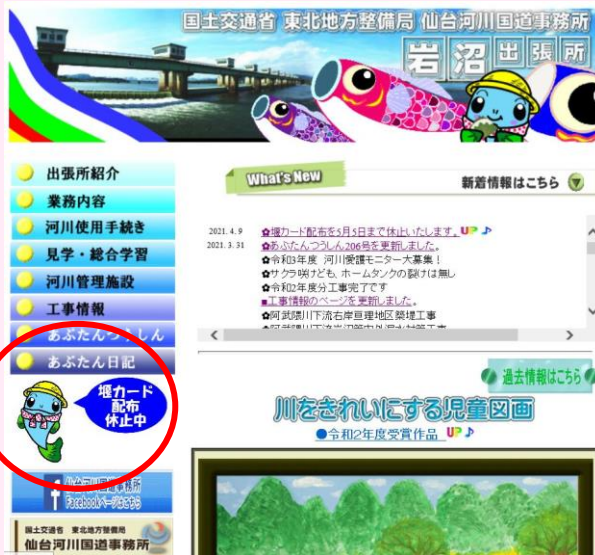 国土交通省 東北地方整備局 仙台河川国道事務所
岩沼出張所
出張所紹介
業務内容
河川使用手続き
見学・総合学習
河川管理施設
工事情報
あぶたんつうしん
あぶたん日記
堰カード
配布
休止中
仙台河川国道事務所
Facebookページはこちら
国土交通省 東北地方整備局
仙台河川国道事務所
What's New
新着情報はこちら
2021.4.9 ✿堰カード配布を5月5日まで休止いたします。UP
2021.3.31 ✿あぶたんつうしん206号を更新しました。
✿令和3年度 河川愛護モニター大募集！
✿サクラ咲けども、ホームタンクの裂けは無し
✿令和2年度分工事完了です
■工事情報のページを更新しました。
✿阿武隈川下流右岸亘理地区築堤工事
過去情報はこちら
川をきれいにする児童図画
●令和2年度受賞作品 UP